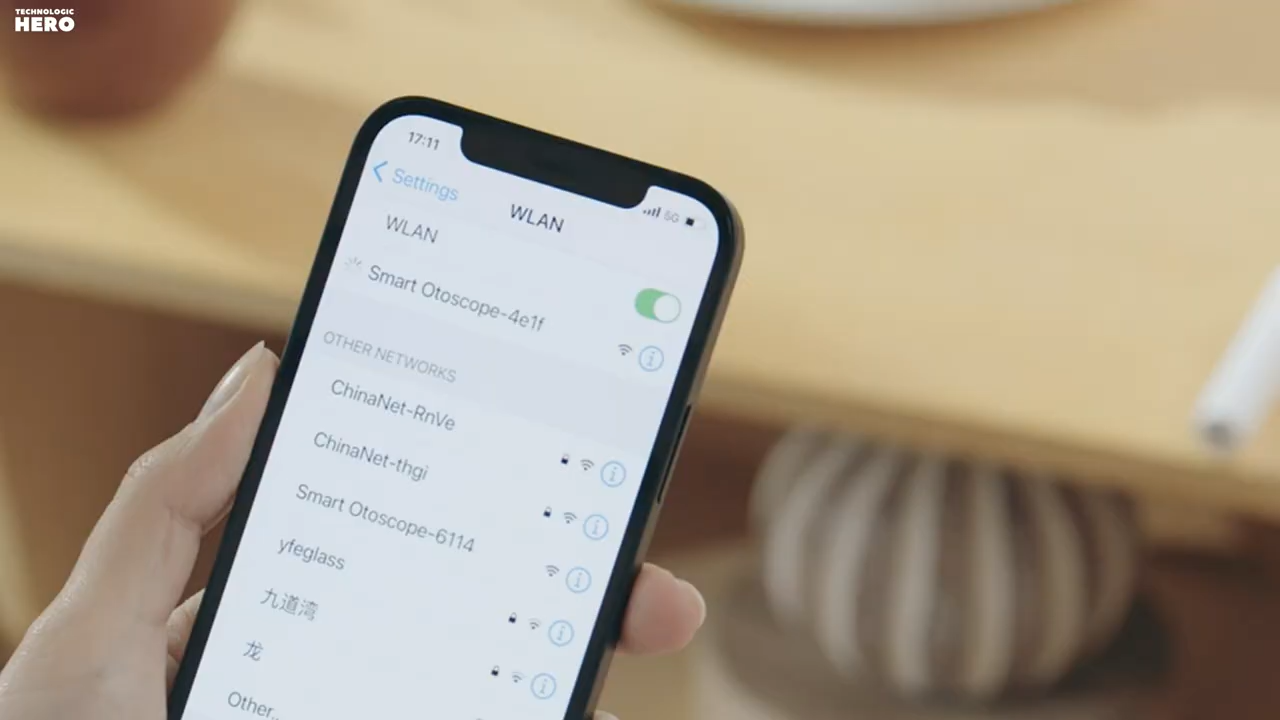 TECHNOLOGIC
HERO
17:11
5G
Settings
WLAN
WLAN
Smart Otoscope-4e1f
OTHER NETWORKS
ChinaNet-RnVe
ChinaNet-thgi
Smart Otoscope-6114
yfeglass
九道湾
龙
Other...